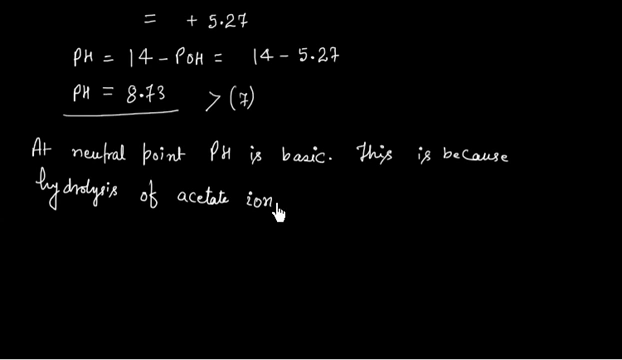 = + 5.27
PH = 14 - POH = 14 - 5.27
PH = 8.73 > (7)
At neutral point PH is basic. This is because
hydrolysis of acetate ion